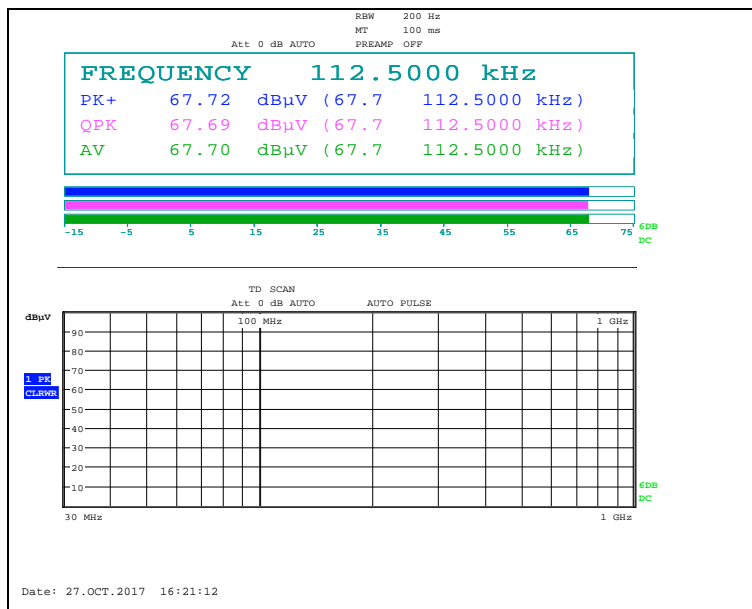 RBW 200 Hz
MT 100 ms
Att 0 dB AUTO PREAMP OFF
FREQUENCY 112.5000 kHz
PK+ 67.72 dBµV (67.7 112.5000 kHz)
QPK 67.69 dBµV (67.7 112.5000 kHz)
AV 67.70 dBµV (67.7 112.5000 kHz)
-15 -5 5 15 25 35 45 55 65 75
6DB
DC
TD SCAN
Att 0 dB AUTO AUTO PULSE
dBµV
100 MHz 1 GHz
90
80
70
1 PK
CLRWR
60
50
40
30
20
10
6DB
DC
30 MHz 1 GHz
Date: 27.OCT.2017 16:21:12